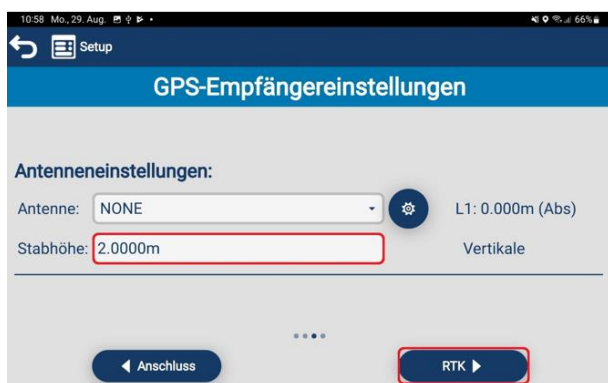 10:58 Mo., 29. Aug.
66%
Setup
GPS-Empfängereinstellungen
Antenneneinstellungen:
Antenne: NONE L1: 0.000m (Abs)
Stabhöhe: 2.0000m Vertikale
Anschluss RTK